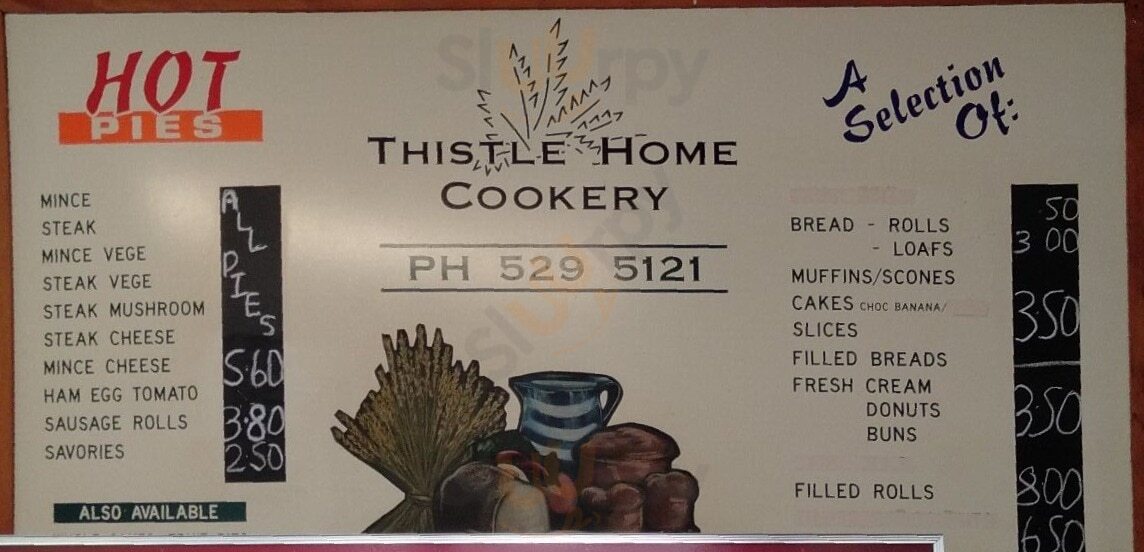 HOT
PIES
MINCE
STEAK
MINCE VEGE
STEAK VEGE
STEAK MUSHROOM
STEAK CHEESE
MINCE CHEESE
HAM EGG TOMATO
SAUSAGE ROLLS
SAVORIES
ALL PIES
5.60
3.80
2.50
ALSO AVAILABLE
THISTLE HOME
COOKERY
PH 529 5121
A
Selection
Of:
BREAD - ROLLS
- LOAFS
MUFFINS/SCONES
CAKES CHOC BANANA/
SLICES
FILLED BREADS
FRESH CREAM
DONUTS
BUNS
FILLED ROLLS
.50
3 00
3.50
3.50
8.00
6.50
Sluurpy
sluurpy